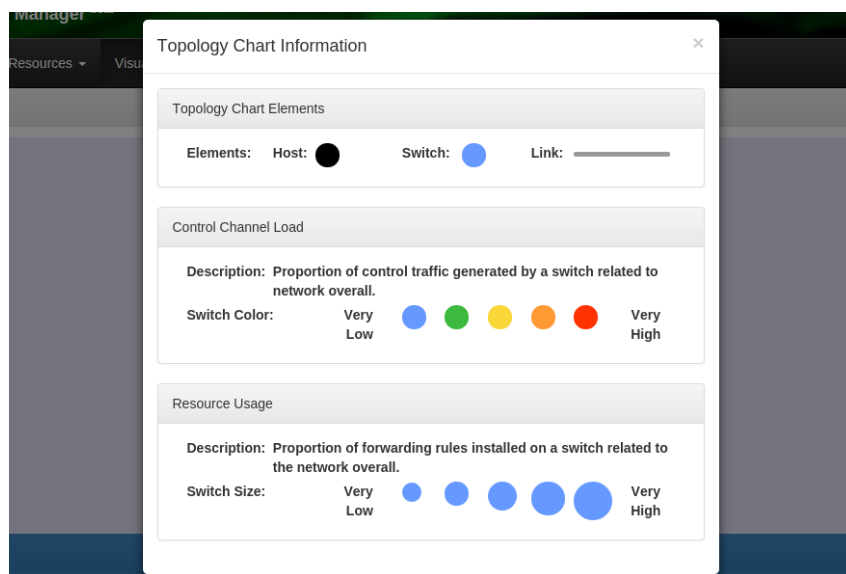 Manager
Resources
Topology Chart Information
×
Topology Chart Elements
Elements: Host: Switch: Link:
Control Channel Load
Description: Proportion of control traffic generated by a switch related to
network overall.
Switch Color: Very
Low
Very
High
Resource Usage
Description: Proportion of forwarding rules installed on a switch related to
the network overall.
Switch Size: Very
Low
Very
High